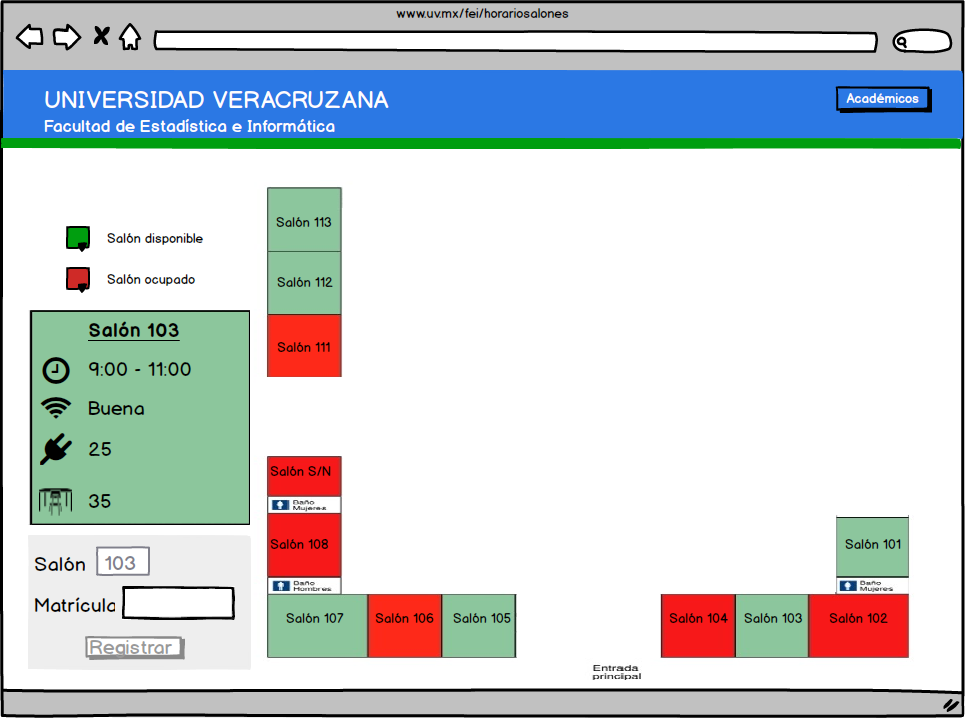 www.uv.mx/fei/horariosalones
UNIVERSIDAD VERACRUZANA
Académicos
Facultad de Estadística e Informática
Salón disponible
Salón ocupado
Salón 103
9:00 - 11:00
Buena
25
35
Salón 103
Matrícula
Registrar
Salón 113
Salón 112
Salón 111
Salón S/N
Baño
Mujeres
Salón 108
Baño
Hombres
Salón 107
Salón 106
Salón 105
Entrada
principal
Salón 101
Baño
Mujeres
Salón 104
Salón 103
Salón 102